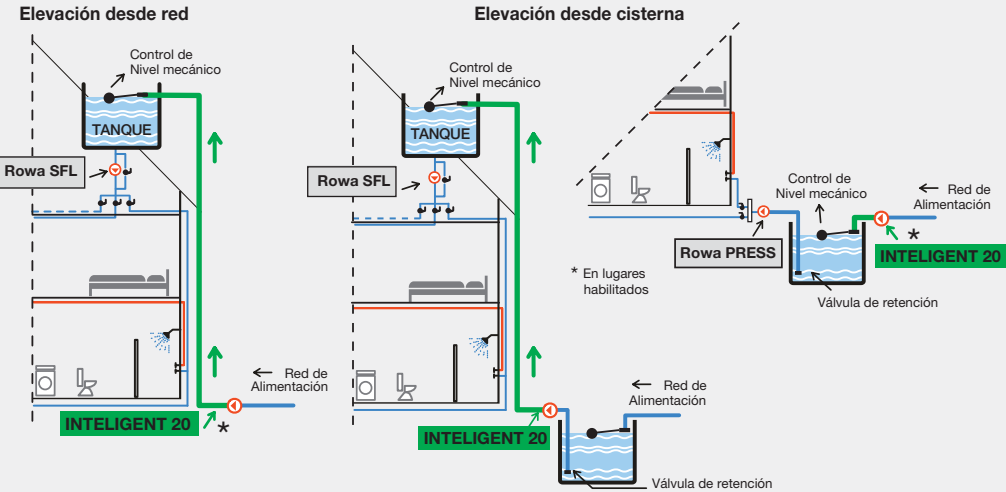 Elevación desde red
Control de
Nivel mecánico
TANQUE
Rowa SFL
Red de
Alimentación
INTELIGENT 20
*
Elevación desde cisterna
Control de
Nivel mecánico
TANQUE
Rowa SFL
Red de
Alimentación
INTELIGENT 20
Válvula de retención
Control de
Nivel mecánico
Red de
Alimentación
*
Rowa PRESS
INTELIGENT 20
* En lugares
habilitados
Válvula de retención